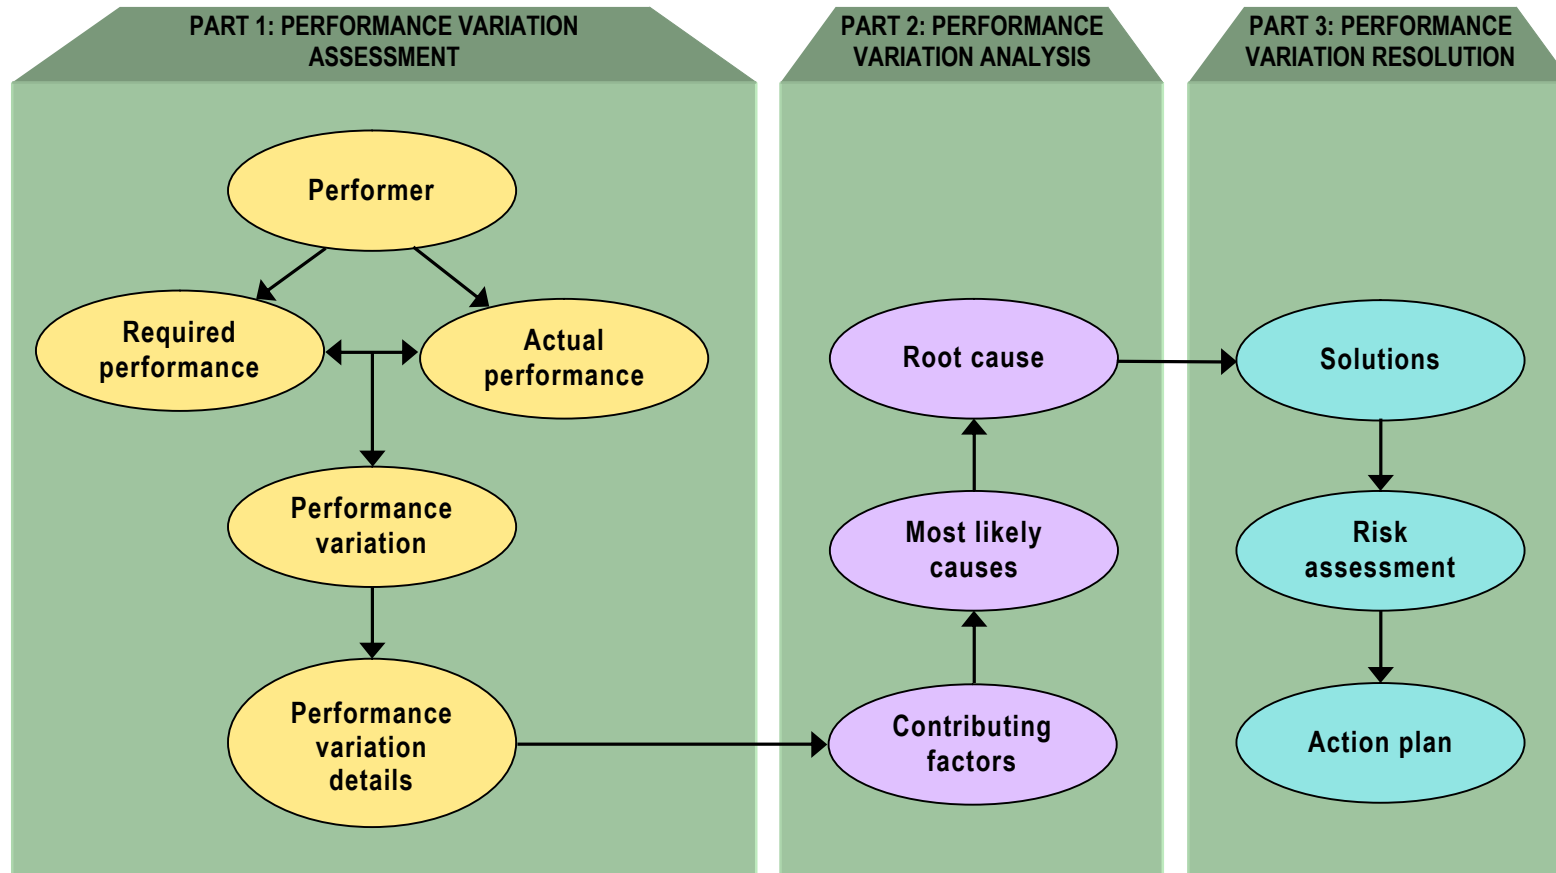 PART 1: PERFORMANCE VARIATION
ASSESSMENT
Performer
Required
performance
Actual
performance
Performance
variation
Performance
variation
details
PART 2: PERFORMANCE
VARIATION ANALYSIS
Root cause
Most likely
causes
Contributing
factors
PART 3: PERFORMANCE
VARIATION RESOLUTION
Solutions
Risk
assessment
Action plan